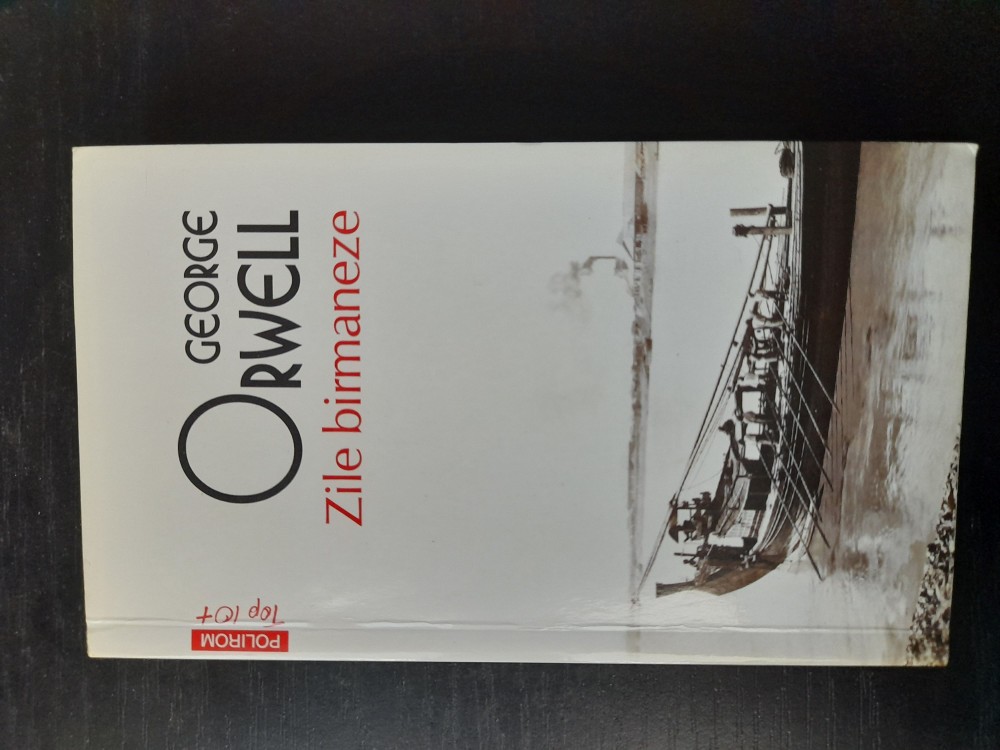 GEORGE
ORWELL
Zile birmaneze
Top 10+
POLIROM